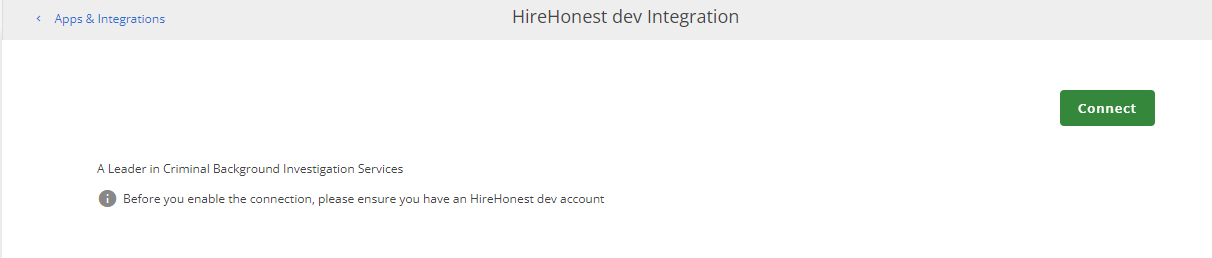 Apps & Integrations
HireHonest dev Integration
Connect
A Leader in Criminal Background Investigation Services
Before you enable the connection, please ensure you have an HireHonest dev account